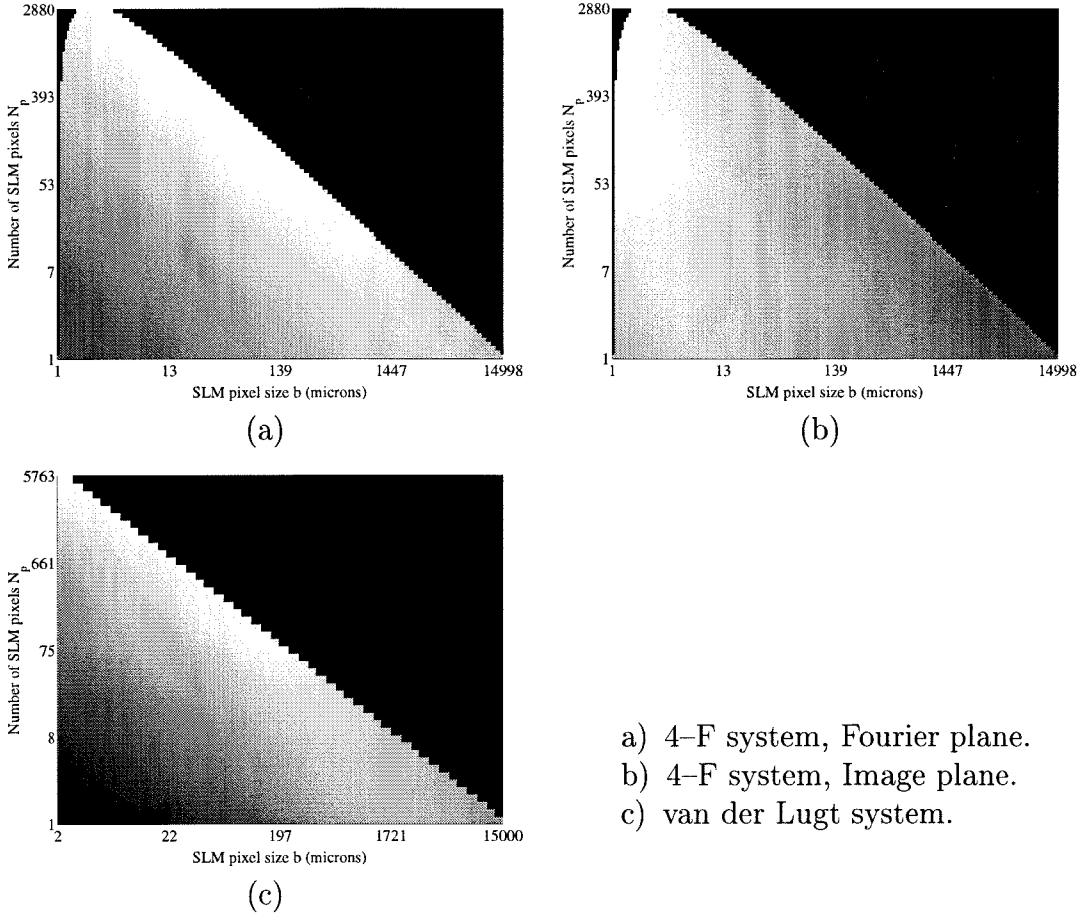 2880
393
53
7
1
Number of SLM pixels N_p
1 13 139 1447 14998
SLM pixel size b (microns)
(a)
2880
393
53
7
1
Number of SLM pixels N_p
1 13 139 1447 14998
SLM pixel size b (microns)
(b)
5763
661
75
8
1
Number of SLM pixels N_p
2 22 197 1721 15000
SLM pixel size b (microns)
(c)
a) 4–F system, Fourier plane.
b) 4–F system, Image plane.
c) van der Lugt system.